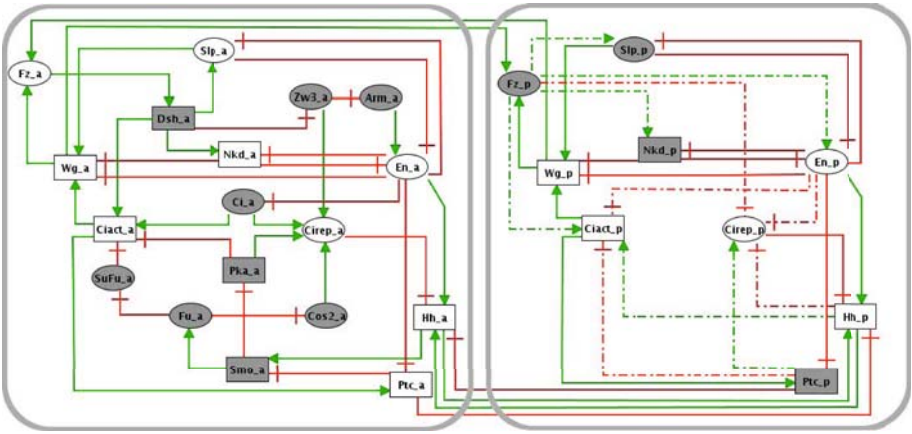 Slp_a
Slp_p
Fz_a
Fz_p
Zw3_a
Arm_a
Dsh_a
Nkd_a
Nkd_p
Wg_a
En_a
Wg_p
En_p
Ci_a
Ciact_a
Cirep_a
Ciact_p
Cirep_p
SuFu_a
Pka_a
Fu_a
Cos2_a
Hh_a
Hh_p
Smo_a
Ptc_a
Ptc_p